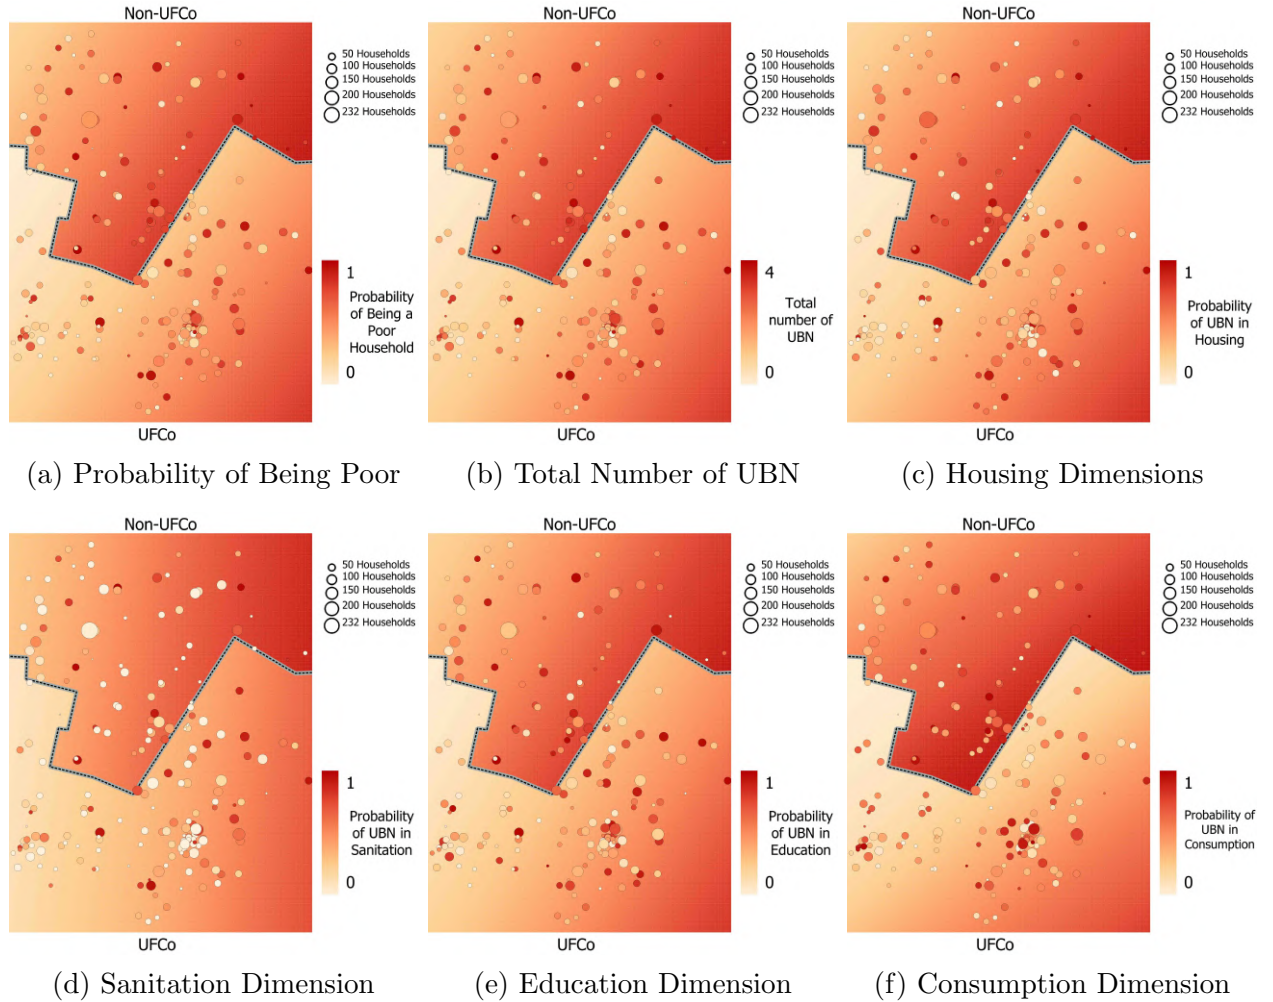 Non-UFCo
50 Households
100 Households
150 Households
200 Households
232 Households
1
Probability
of Being a
Poor
Household
0
UFCo
(a) Probability of Being Poor
Non-UFCo
50 Households
100 Households
150 Households
200 Households
232 Households
4
Total
number of
UBN
0
UFCo
(b) Total Number of UBN
Non-UFCo
50 Households
100 Households
150 Households
200 Households
232 Households
1
Probability
of UBN in
Housing
0
UFCo
(c) Housing Dimensions
Non-UFCo
50 Households
100 Households
150 Households
200 Households
232 Households
1
Probability
of UBN in
Sanitation
0
UFCo
(d) Sanitation Dimension
Non-UFCo
50 Households
100 Households
150 Households
200 Households
232 Households
1
Probability
of UBN in
Education
0
UFCo
(e) Education Dimension
Non-UFCo
50 Households
100 Households
150 Households
200 Households
232 Households
1
Probability of
UBN in
Consumption
0
UFCo
(f) Consumption Dimension